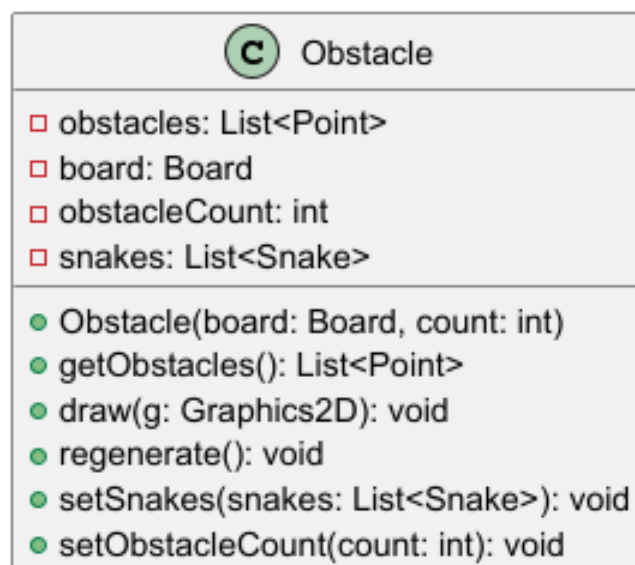 C Obstacle
obstacles: List<Point>
board: Board
obstacleCount: int
snakes: List<Snake>
Obstacle(board: Board, count: int)
getObstacles(): List<Point>
draw(g: Graphics2D): void
regenerate(): void
setSnakes(snakes: List<Snake>): void
setObstacleCount(count: int): void